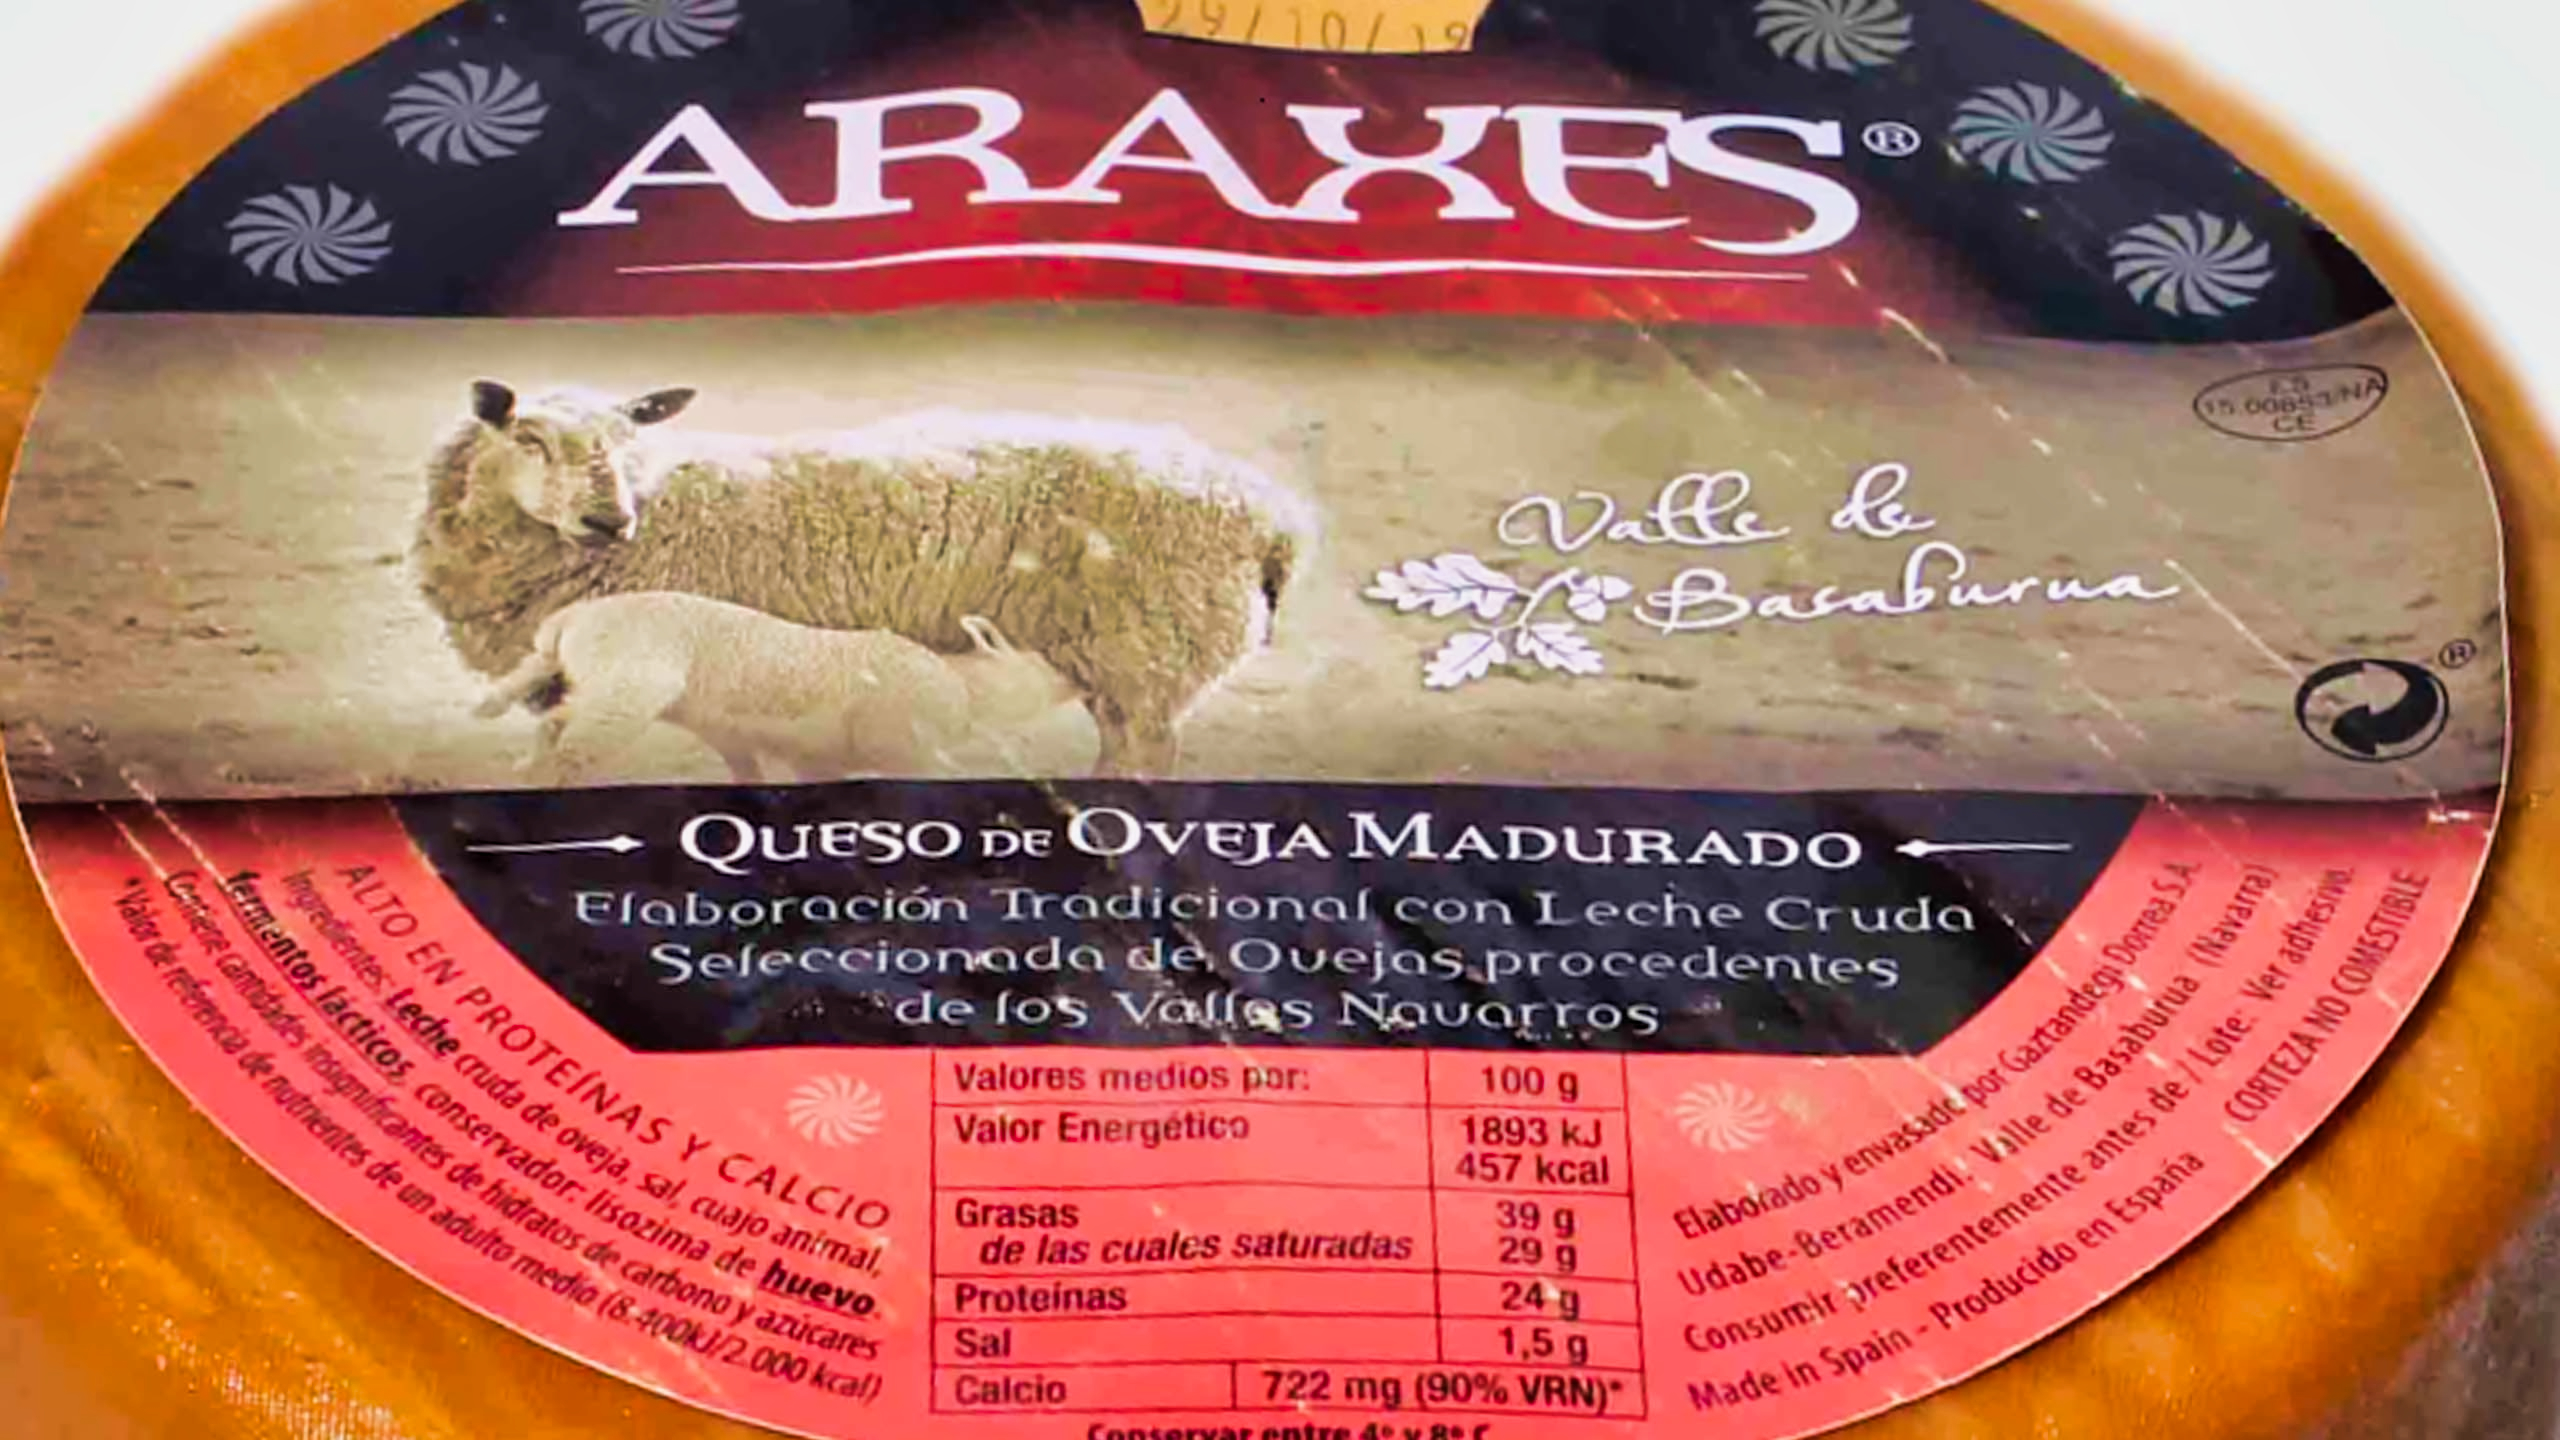 29/10/19
ARAXES®
ES
15.00853/NA
CE
Valle de
Basaburua
®
QUESO DE OVEJA MADURADO
Elaboración Tradicional con Leche Cruda
Seleccionada de Ovejas procedentes
de los Valles Navarros
ALTO EN PROTEÍNAS Y CALCIO
Ingredientes: Leche cruda de oveja, sal, cuajo animal,
fermentos lácticos, conservador: lisozima de huevo.
Contiene cantidades insignificantes de hidratos de carbono y azúcares
*Valor de referencia de nutrientes de un adulto medio (8.400kJ/2.000 kcal)
Valores medios por: 100 g
Valor Energético 1893 kJ
457 kcal
Grasas 39 g
de las cuales saturadas 29 g
Proteínas 24 g
Sal 1,5 g
Calcio 722 mg (90% VRN)*
Conservar entre 4º y 8º C
Elaborado y envasado por Gaztandegi Dorrea S.A.
Udabe-Beramendi. Valle de Basaburua (Navarra)
Consumir preferentemente antes de / Lote: Ver adhesivo.
Made in Spain - Producido en España CORTEZA NO COMESTIBLE